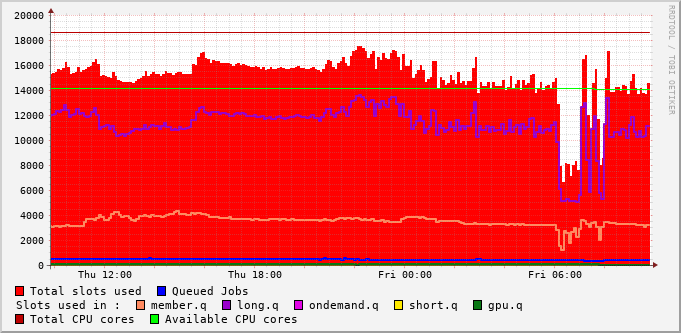 20000
18000
16000
14000
12000
10000
8000
6000
4000
2000
0
Thu 12:00 Thu 18:00 Fri 00:00 Fri 06:00
RRDTOOL / TOBI OETIKER
Total slots used Queued Jobs
Slots used in : member.q long.q ondemand.q short.q gpu.q
Total CPU cores Available CPU cores